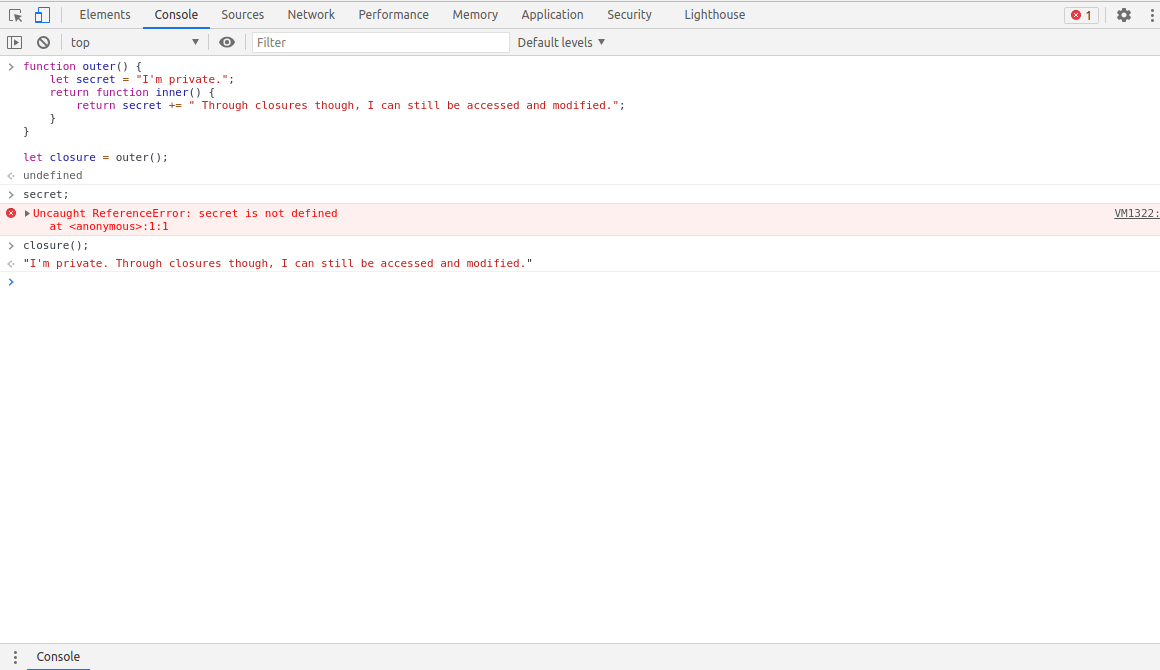 Elements Console Sources Network Performance Memory Application Security Lighthouse 1
top Filter Default levels
function outer() {
    let secret = "I'm private.";
    return function inner() {
        return secret += " Through closures though, I can still be accessed and modified.";
    }
}
let closure = outer();
undefined
secret;
Uncaught ReferenceError: secret is not defined VM1322:
    at <anonymous>:1:1
closure();
"I'm private. Through closures though, I can still be accessed and modified."
Console